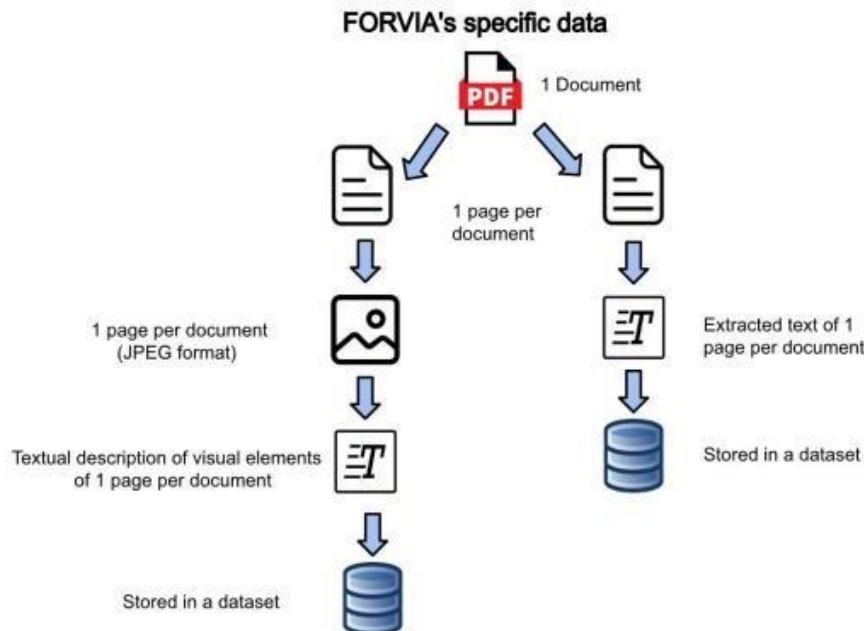 FORVIA's specific data
PDF
1 Document
1 page per
document
1 page per document
(JPEG format)
T
Extracted text of 1
page per document
Textual description of visual elements
of 1 page per document
T
Stored in a dataset
Stored in a dataset